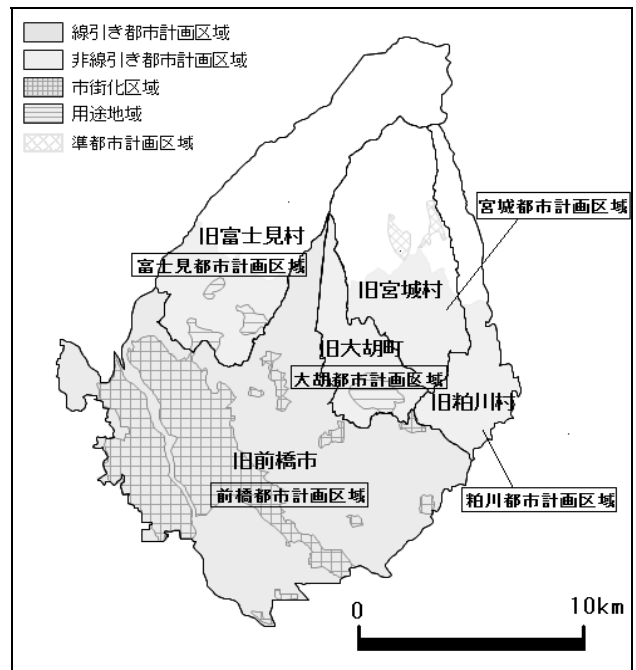 線引き都市計画区域
非線引き都市計画区域
市街化区域
用途地域
準都市計画区域
宮城都市計画区域
旧富士見村
富士見都市計画区域
旧宮城村
旧大胡町
大胡都市計画区域
旧粕川村
旧前橋市
前橋都市計画区域
粕川都市計画区域
0
10km